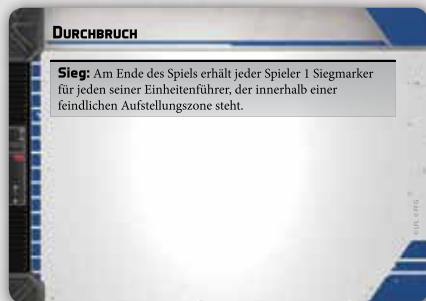 Durchbruch
Sieg: Am Ende des Spiels erhält jeder Spieler 1 Siegmarker
für jeden seiner Einheitenführer, der innerhalb einer
feindlichen Aufstellungszone steht.